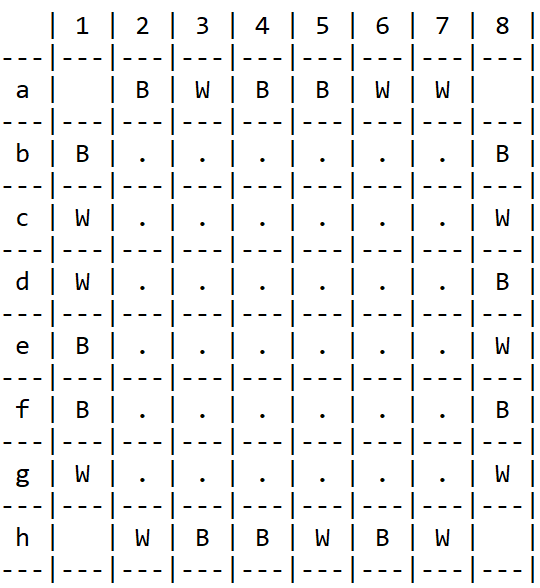 | 1 | 2 | 3 | 4 | 5 | 6 | 7 | 8 |
---|---|---|---|---|---|---|---|---|
 a |   | B | W | B | B | W | W |   |
---|---|---|---|---|---|---|---|---|
 b | B | . | . | . | . | . | . | B |
---|---|---|---|---|---|---|---|---|
 c | W | . | . | . | . | . | . | W |
---|---|---|---|---|---|---|---|---|
 d | W | . | . | . | . | . | . | B |
---|---|---|---|---|---|---|---|---|
 e | B | . | . | . | . | . | . | W |
---|---|---|---|---|---|---|---|---|
 f | B | . | . | . | . | . | . | B |
---|---|---|---|---|---|---|---|---|
 g | W | . | . | . | . | . | . | W |
---|---|---|---|---|---|---|---|---|
 h |   | W | B | B | W | B | W |   |
---|---|---|---|---|---|---|---|---|